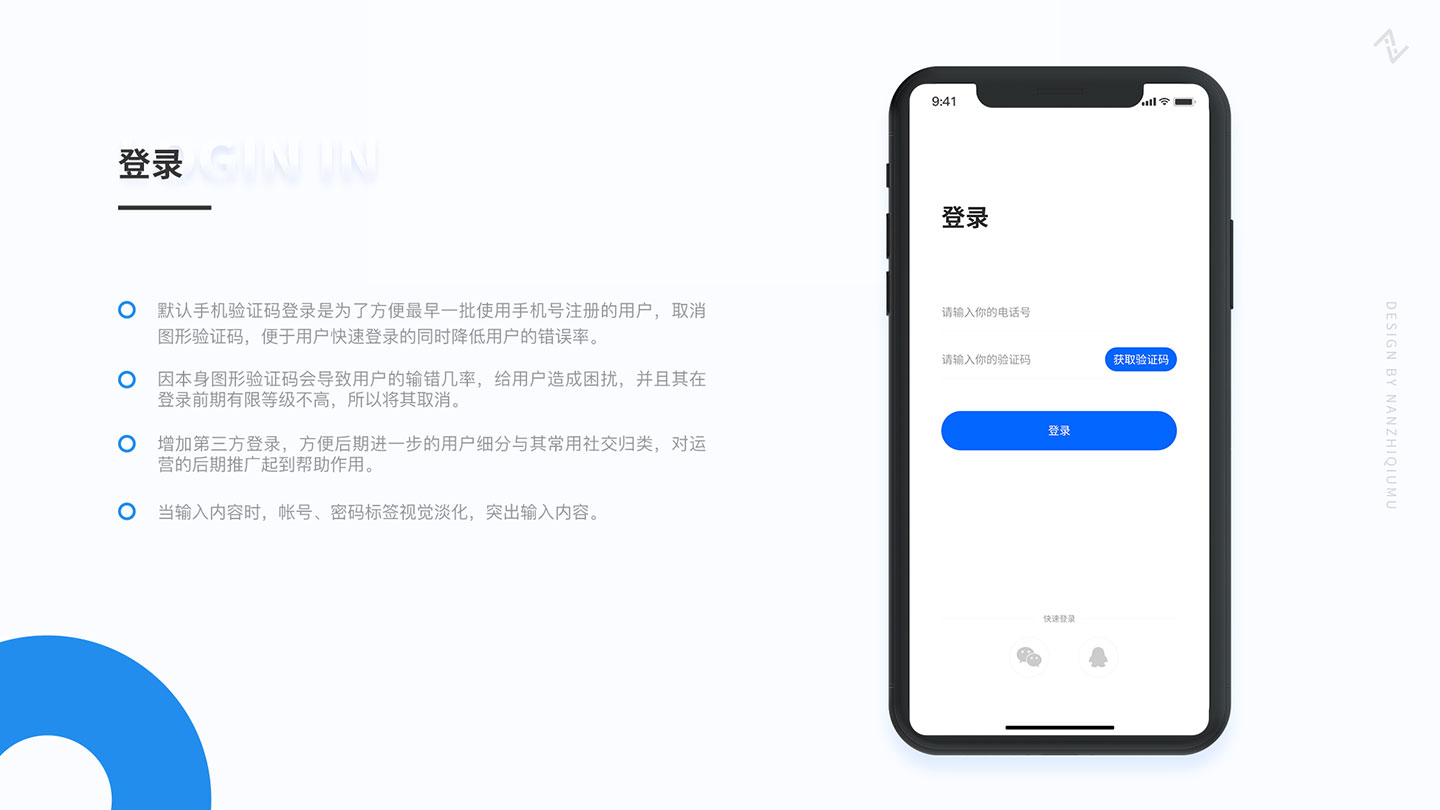 登录
LOGIN IN
默认手机验证码登录是为了方便最早一批使用手机号注册的用户，取消
图形验证码，便于用户快速登录的同时降低用户的错误率。
因本身图形验证码会导致用户的输错几率，给用户造成困扰，并且其在
登录前期有限等级不高，所以将其取消。
增加第三方登录，方便后期进一步的用户细分与其常用社交归类，对运
营的后期推广起到帮助作用。
当输入内容时，帐号、密码标签视觉淡化，突出输入内容。
9:41
登录
请输入你的电话号
请输入你的验证码
获取验证码
登录
快速登录
DESIGN BY NANZHIQIUMU